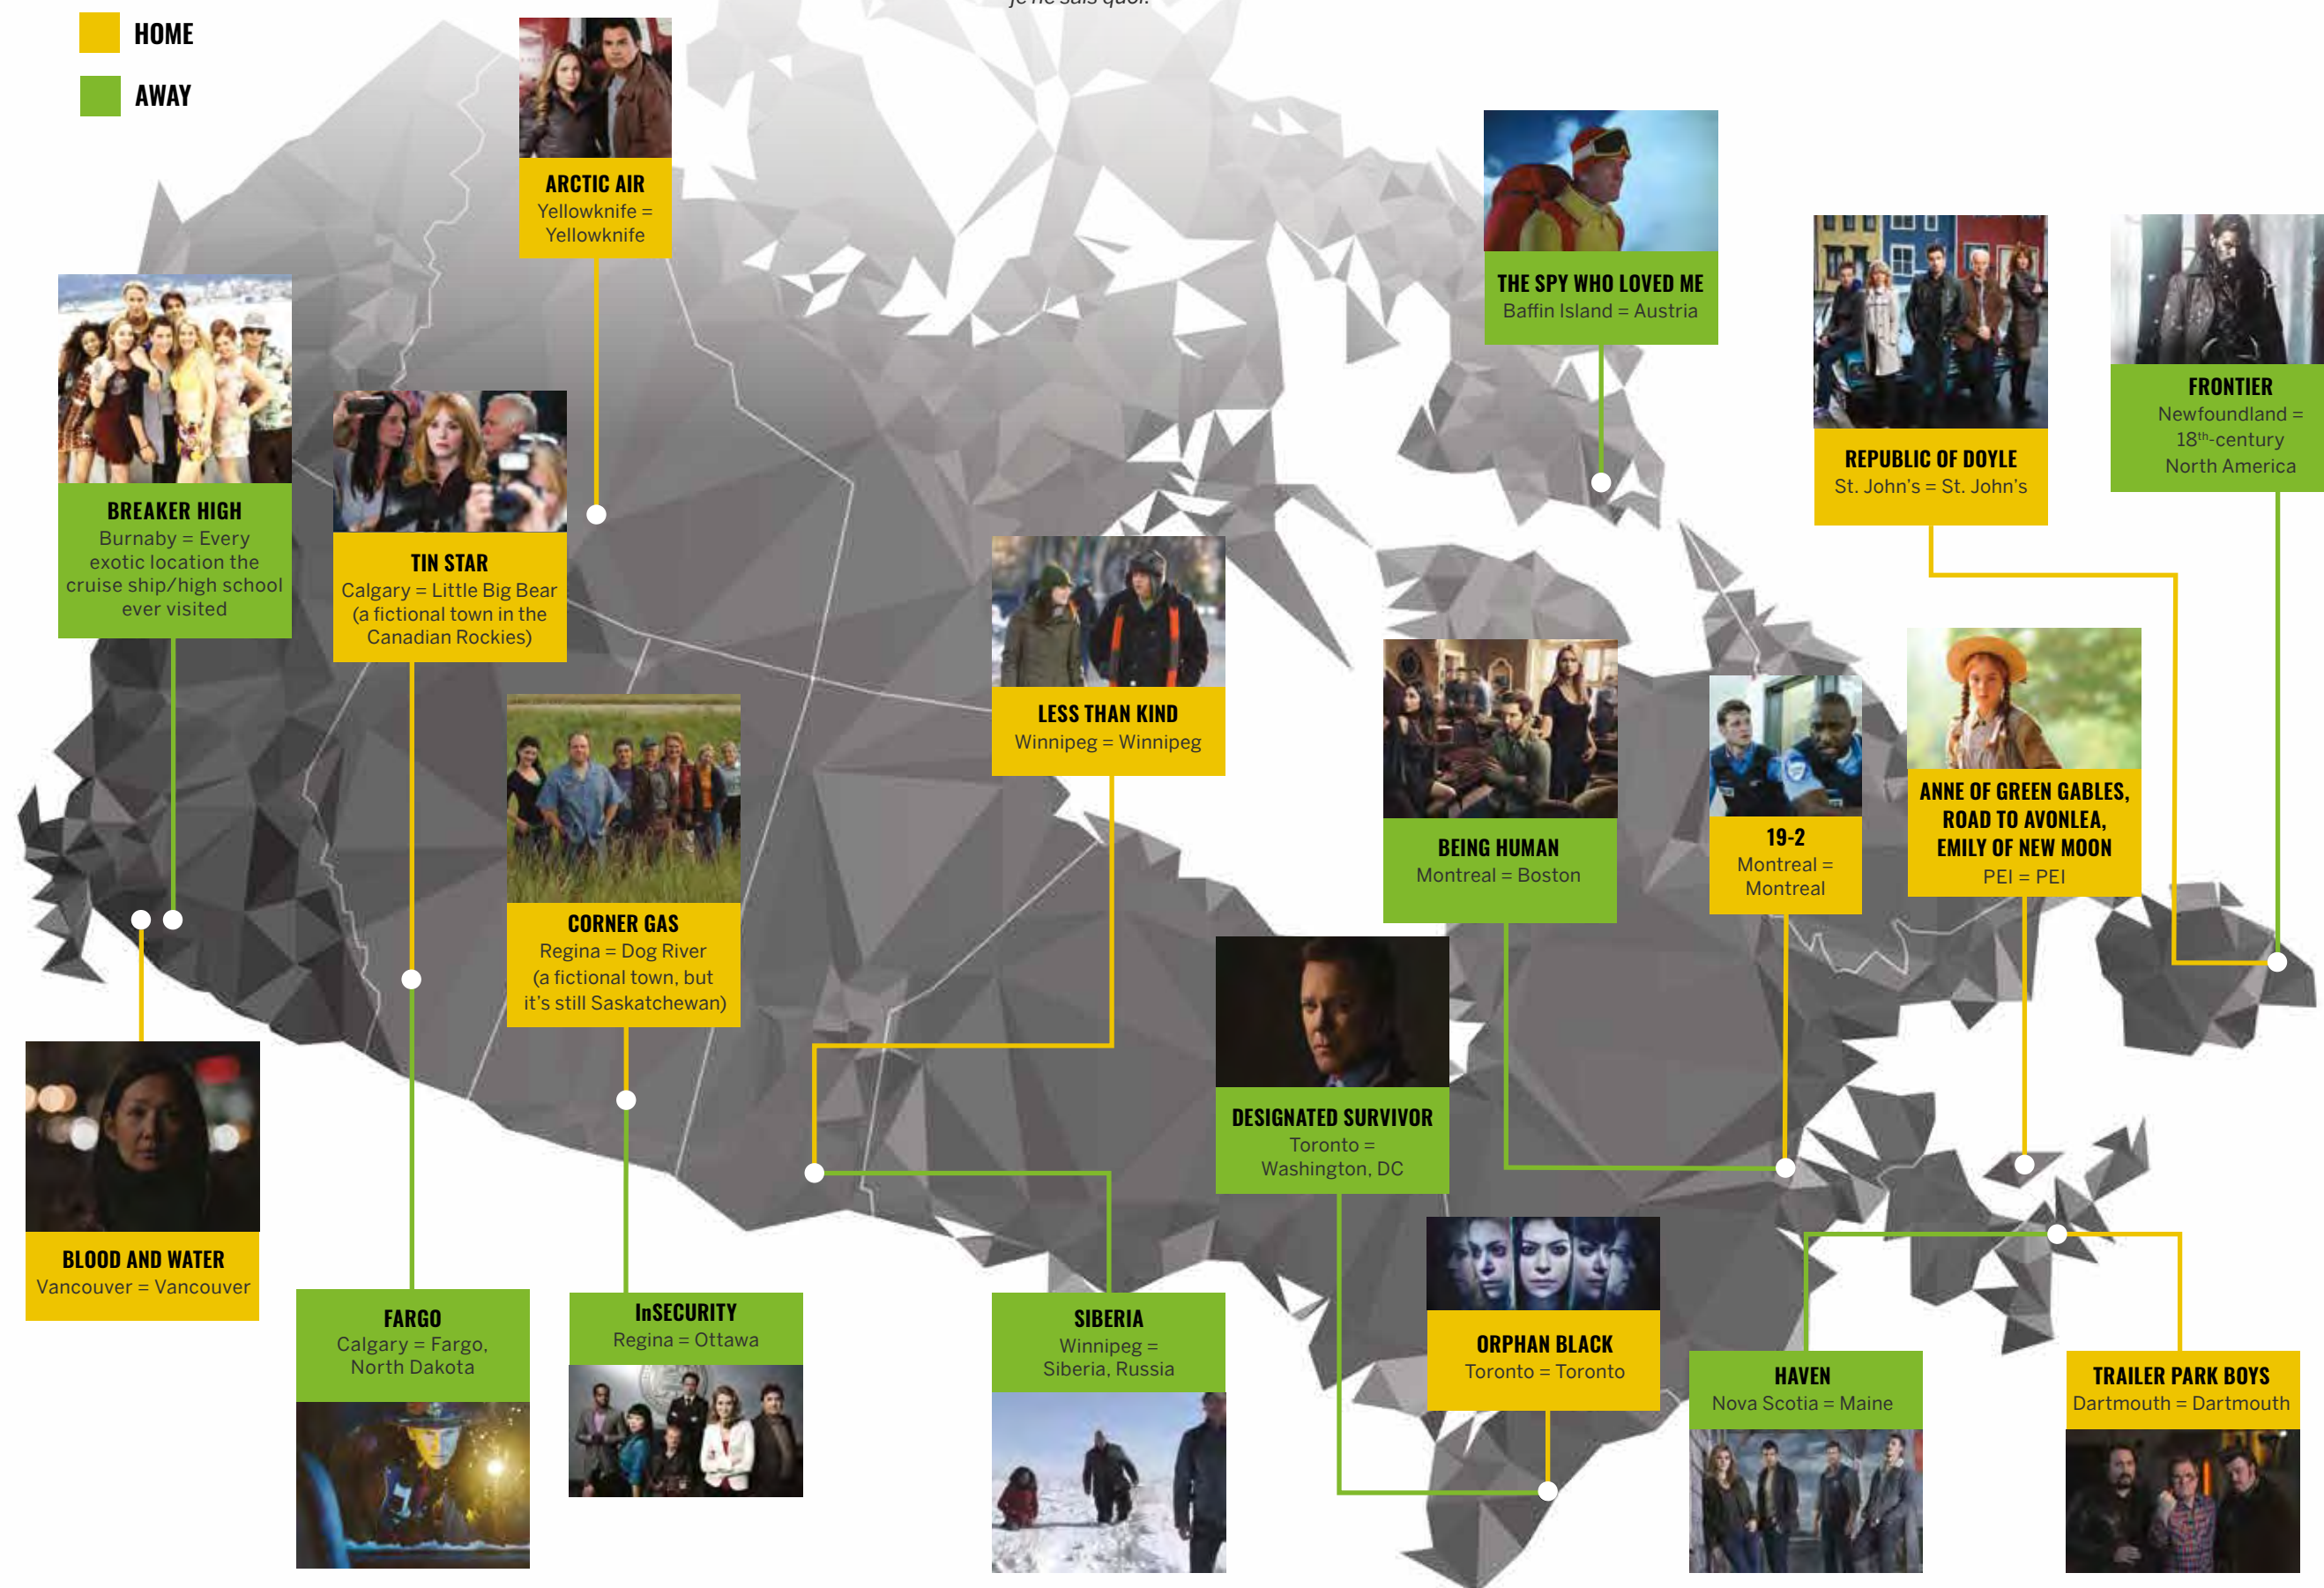 je ne sais quoi.
HOME
AWAY
ARCTIC AIR
Yellowknife =
Yellowknife
THE SPY WHO LOVED ME
Baffin Island = Austria
REPUBLIC OF DOYLE
St. John's = St. John's
FRONTIER
Newfoundland =
18th-century
North America
BREAKER HIGH
Burnaby = Every
exotic location the
cruise ship/high school
ever visited
TIN STAR
Calgary = Little Big Bear
(a fictional town in the
Canadian Rockies)
LESS THAN KIND
Winnipeg = Winnipeg
BEING HUMAN
Montreal = Boston
19-2
Montreal =
Montreal
ANNE OF GREEN GABLES,
ROAD TO AVONLEA,
EMILY OF NEW MOON
PEI = PEI
CORNER GAS
Regina = Dog River
(a fictional town, but
it's still Saskatchewan)
DESIGNATED SURVIVOR
Toronto =
Washington, DC
BLOOD AND WATER
Vancouver = Vancouver
FARGO
Calgary = Fargo,
North Dakota
InSECURITY
Regina = Ottawa
SIBERIA
Winnipeg =
Siberia, Russia
ORPHAN BLACK
Toronto = Toronto
HAVEN
Nova Scotia = Maine
TRAILER PARK BOYS
Dartmouth = Dartmouth